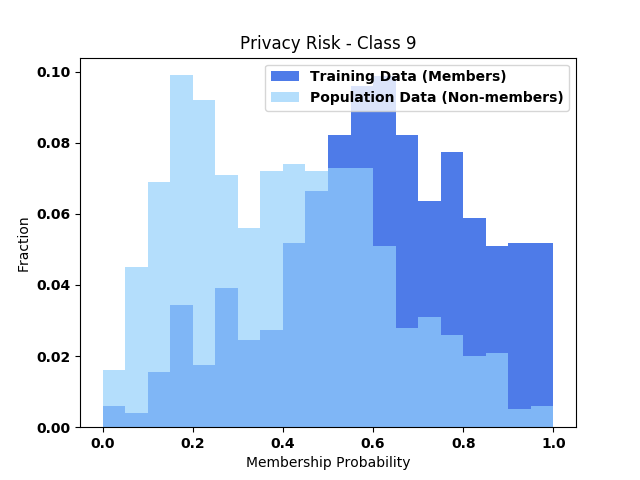 Privacy Risk - Class 9
Training Data (Members)
Population Data (Non-members)
0.10
0.08
0.06
0.04
0.02
0.00
Fraction
0.0 0.2 0.4 0.6 0.8 1.0
Membership Probability